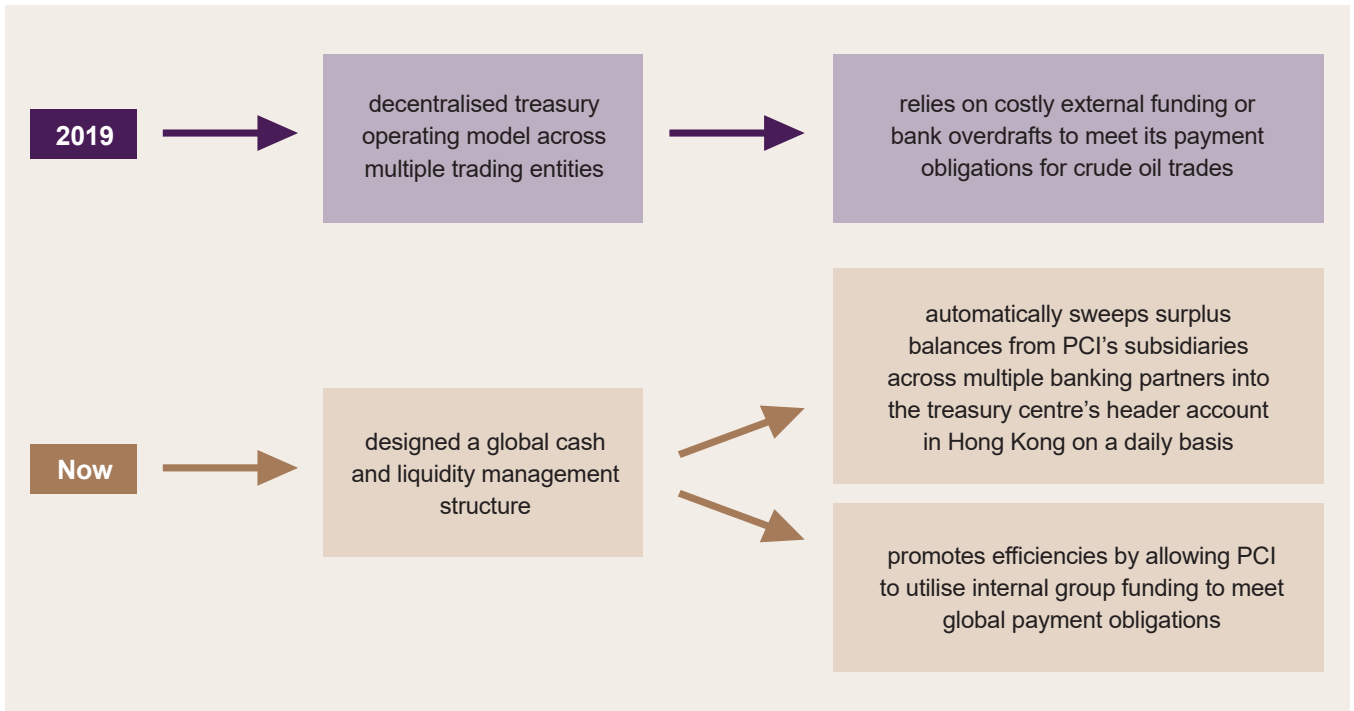 2019
decentralised treasury
operating model across
multiple trading entities
relies on costly external funding or
bank overdrafts to meet its payment
obligations for crude oil trades
Now
designed a global cash
and liquidity management
structure
automatically sweeps surplus
balances from PCI’s subsidiaries
across multiple banking partners into
the treasury centre’s header account
in Hong Kong on a daily basis
promotes efficiencies by allowing PCI
to utilise internal group funding to meet
global payment obligations